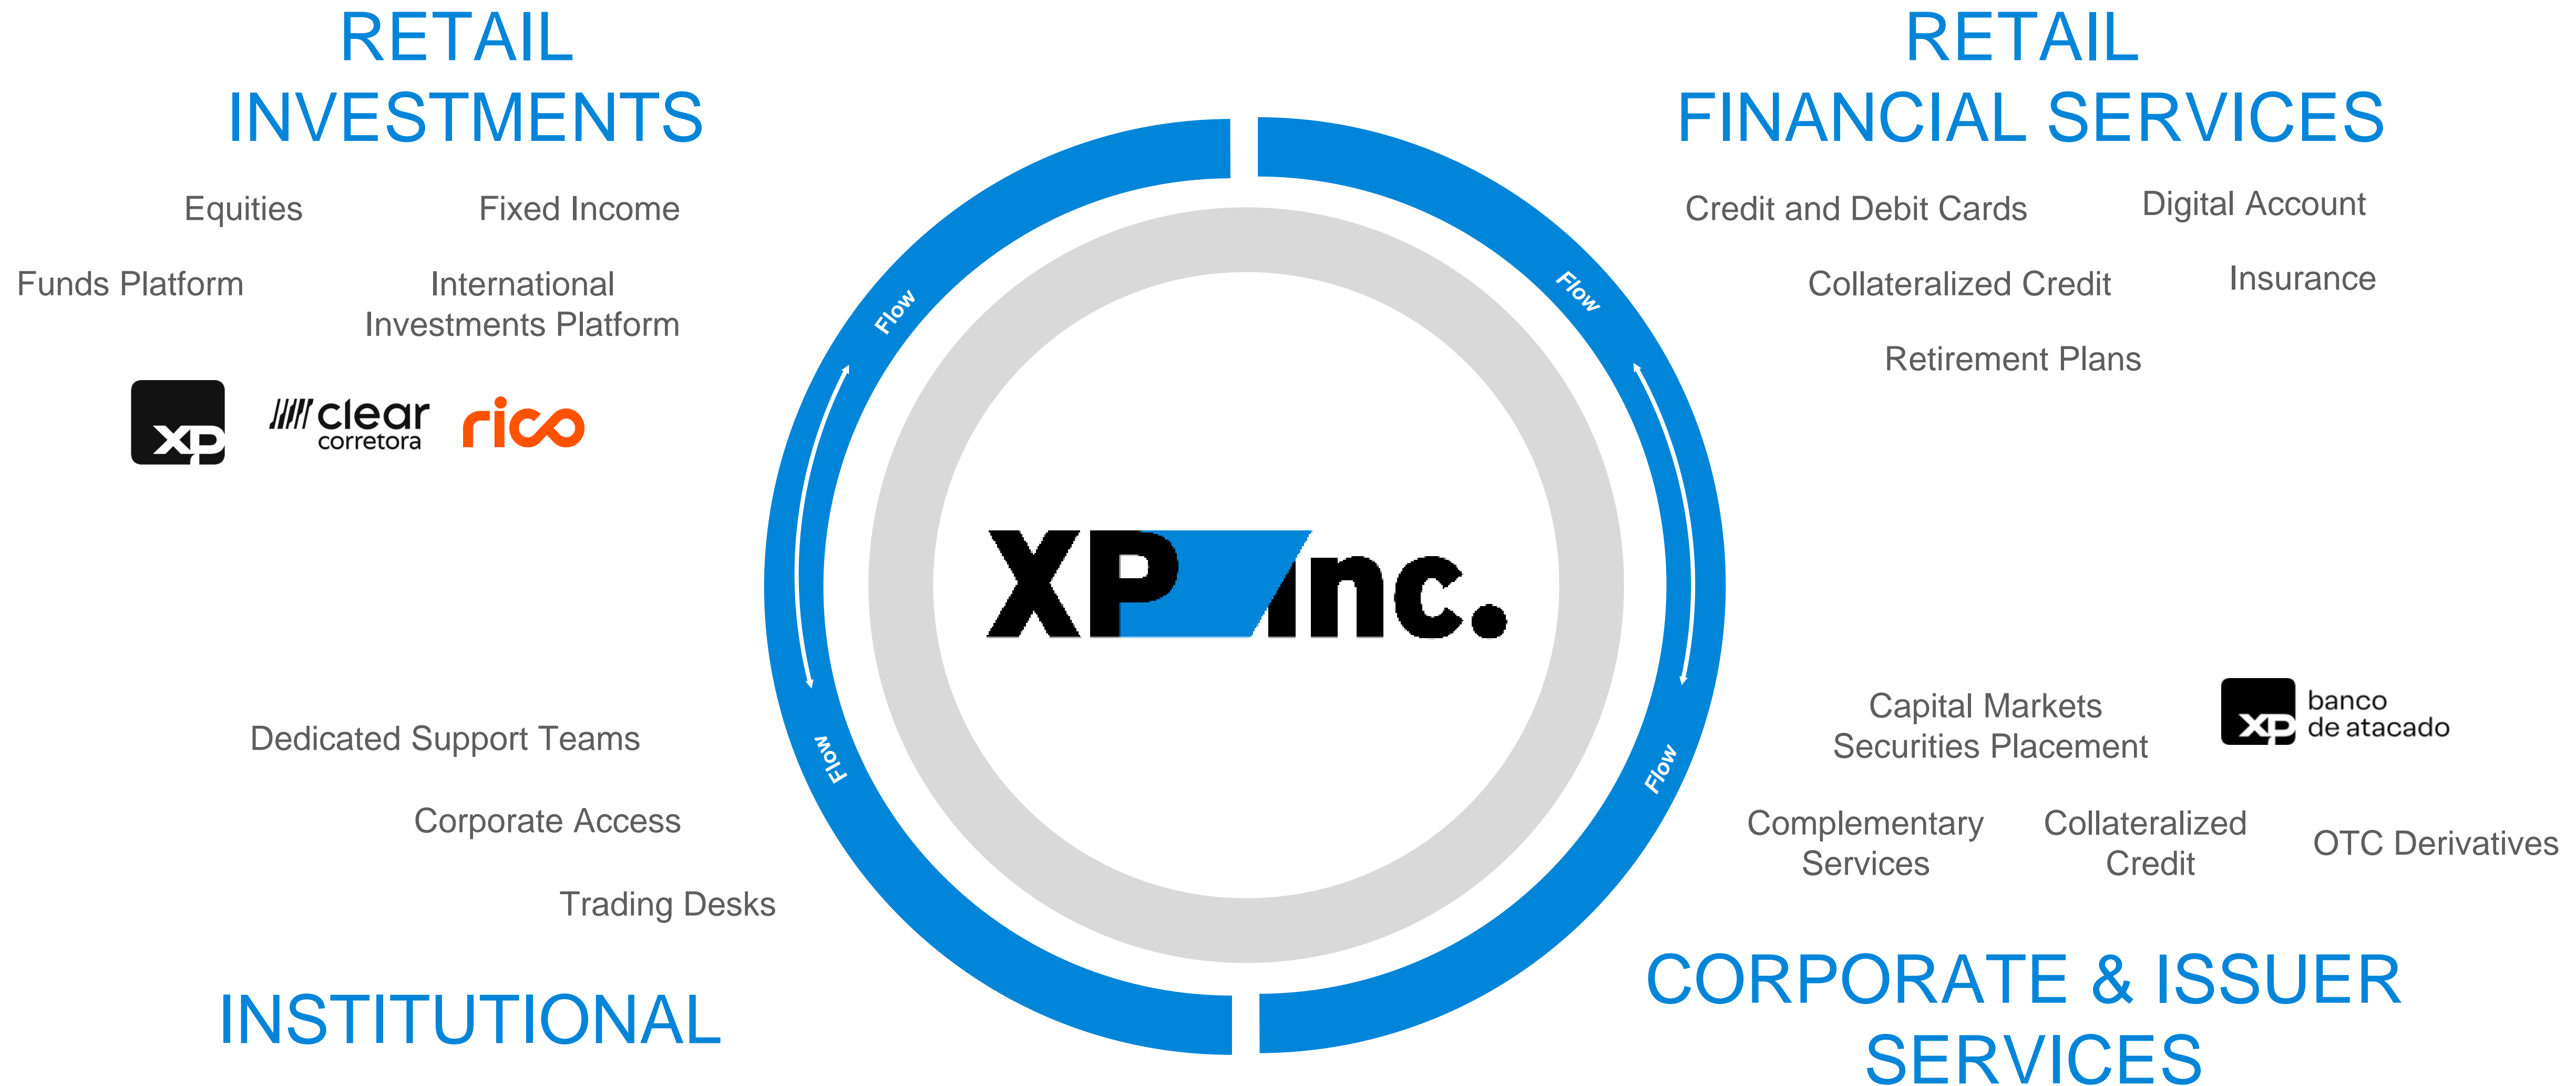 RETAIL
INVESTMENTS
Equities
Fixed Income
Funds Platform
International
Investments Platform
XP
clear
corretora
rico
RETAIL
FINANCIAL SERVICES
Credit and Debit Cards
Digital Account
Collateralized Credit
Insurance
Retirement Plans
Flow
Flow
XP inc.
Flow
Flow
Dedicated Support Teams
Corporate Access
Trading Desks
INSTITUTIONAL
Capital Markets
Securities Placement
XP
banco
de atacado
Complementary
Services
Collateralized
Credit
OTC Derivatives
CORPORATE & ISSUER
SERVICES